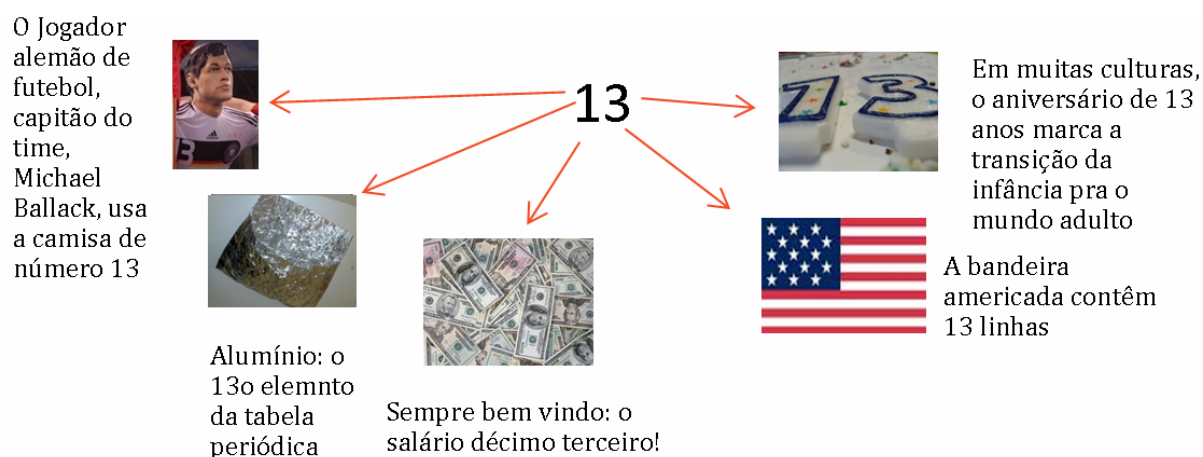 O Jogador
alemão de
futebol,
capitão do
time,
Michael
Ballack, usa
a camisa de
número 13
13
13
13
Em muitas culturas,
o aniversário de 13
anos marca a
transição da
infância pra o
mundo adulto
A bandeira
americada contêm
13 linhas
Alumínio: o
13o elemnto
da tabela
periódica
Sempre bem vindo: o
salário décimo terceiro!